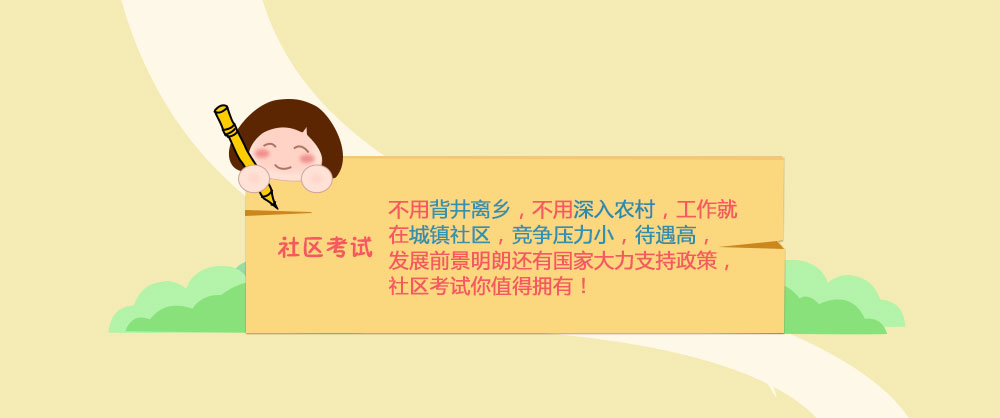 社区考试
不用背井离乡，不用深入农村，工作就
在城镇社区，竞争压力小，待遇高，
发展前景明朗还有国家大力支持政策，
社区考试你值得拥有！